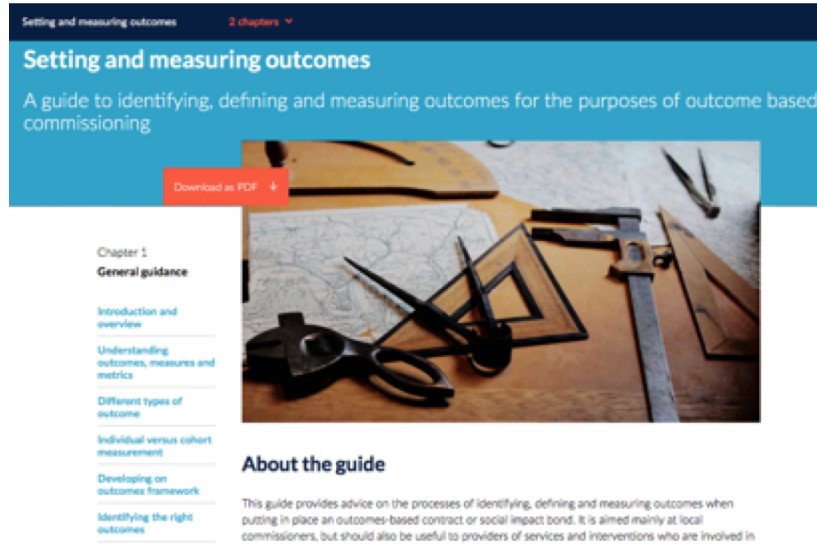 Setting and measuring outcomes
2 chapters
Setting and measuring outcomes
A guide to identifying, defining and measuring outcomes for the purposes of outcome based
commissioning
Download as PDF
Chapter 1
General guidance
Introduction and
overview
Understanding
outcomes, measures and
metrics
Different types of
outcome
Individual versus cohort
measurement
Developing on
outcomes framework
Identifying the right
outcomes
About the guide
This guide provides advice on the processes of identifying, defining and measuring outcomes when
putting in place an outcomes-based contract or social impact bond. It is aimed mainly at local
commissioners, but should also be useful to providers of services and interventions who are involved in